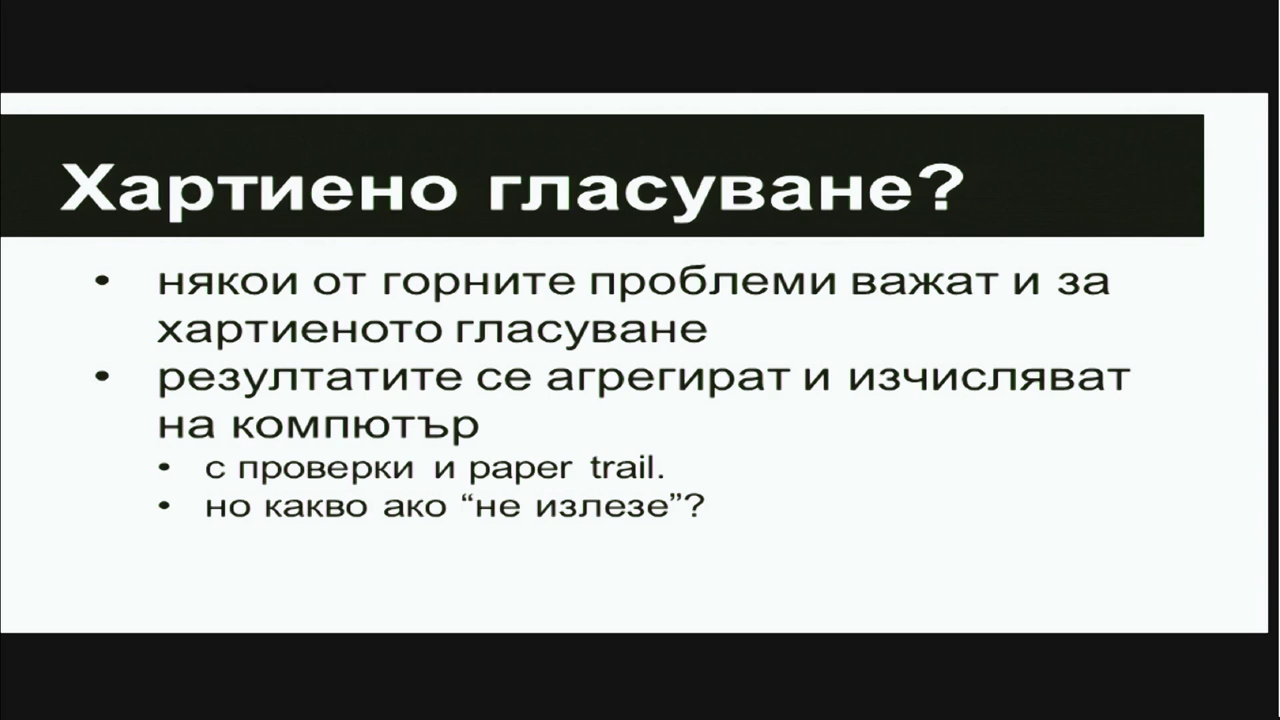 Хартиено гласуване?
• някои от горните проблеми важат и за
хартиеното гласуване
• резултатите се агрегират и изчисляват
на компютър
• с проверки и paper trail.
• но какво ако “не излезе”?